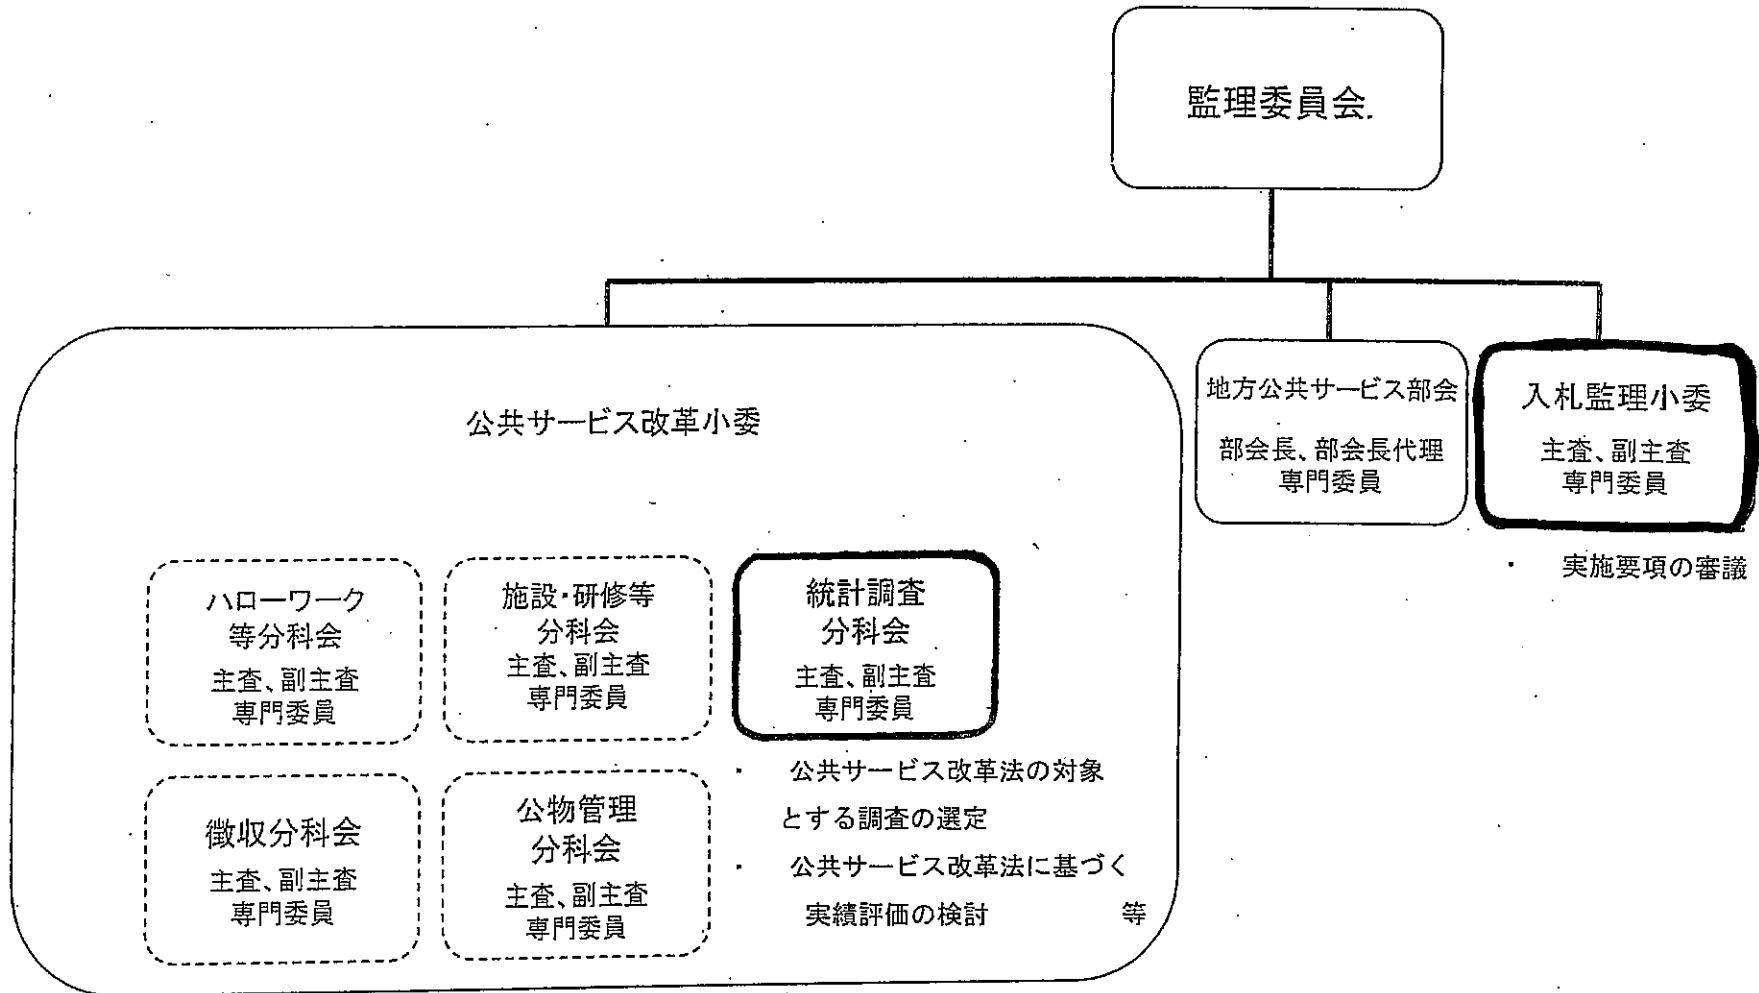 監理委員会
公共サービス改革小委
地方公共サービス部会
部会長、部会長代理
専門委員
入札監理小委
主査、副主査
専門委員
・ 実施要項の審議
ハローワーク
等分科会
主査、副主査
専門委員
施設・研修等
分科会
主査、副主査
専門委員
統計調査
分科会
主査、副主査
専門委員
徴収分科会
主査、副主査
専門委員
公物管理
分科会
主査、副主査
専門委員
・ 公共サービス改革法の対象
とする調査の選定
・ 公共サービス改革法に基づく
実績評価の検討 等